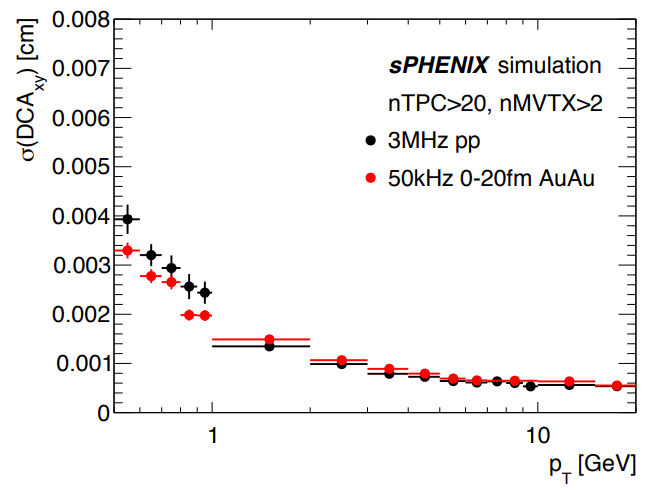 0.008
0.007
0.006
0.005
0.004
0.003
0.002
0.001
0
σ(DCAxy) [cm]
sPHENIX simulation
nTPC>20, nMVTX>2
3MHz pp
50kHz 0-20fm AuAu
1
10
pT [GeV]